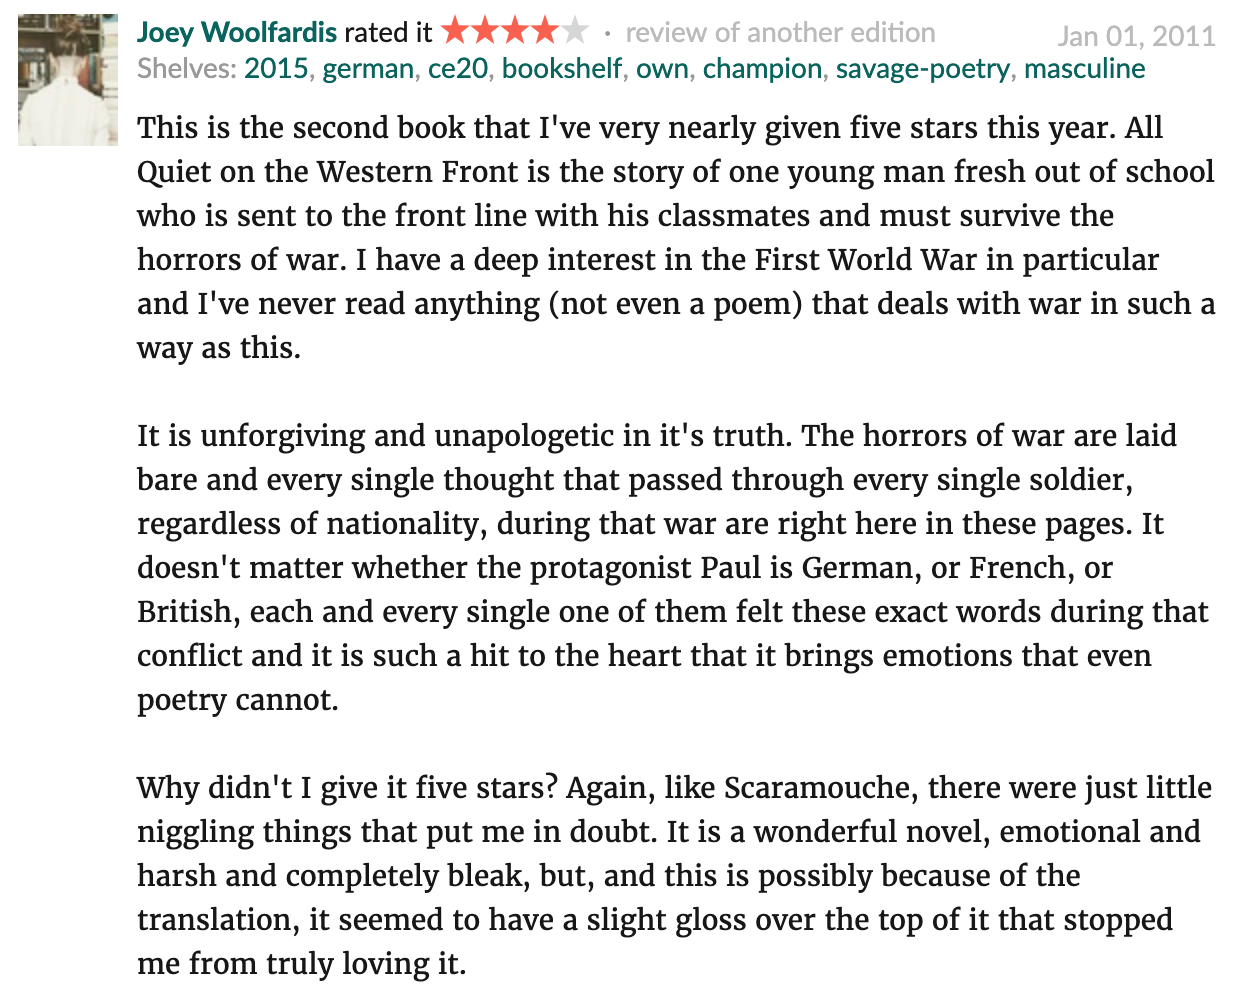 Joey Woolfardis rated it ★★★★★ · review of another edition Jan 01, 2011
Shelves: 2015, german, ce20, bookshelf, own, champion, savage-poetry, masculine
This is the second book that I've very nearly given five stars this year. All
Quiet on the Western Front is the story of one young man fresh out of school
who is sent to the front line with his classmates and must survive the
horrors of war. I have a deep interest in the First World War in particular
and I've never read anything (not even a poem) that deals with war in such a
way as this.
It is unforgiving and unapologetic in it's truth. The horrors of war are laid
bare and every single thought that passed through every single soldier,
regardless of nationality, during that war are right here in these pages. It
doesn't matter whether the protagonist Paul is German, or French, or
British, each and every single one of them felt these exact words during that
conflict and it is such a hit to the heart that it brings emotions that even
poetry cannot.
Why didn't I give it five stars? Again, like Scaramouche, there were just little
niggling things that put me in doubt. It is a wonderful novel, emotional and
harsh and completely bleak, but, and this is possibly because of the
translation, it seemed to have a slight gloss over the top of it that stopped
me from truly loving it.